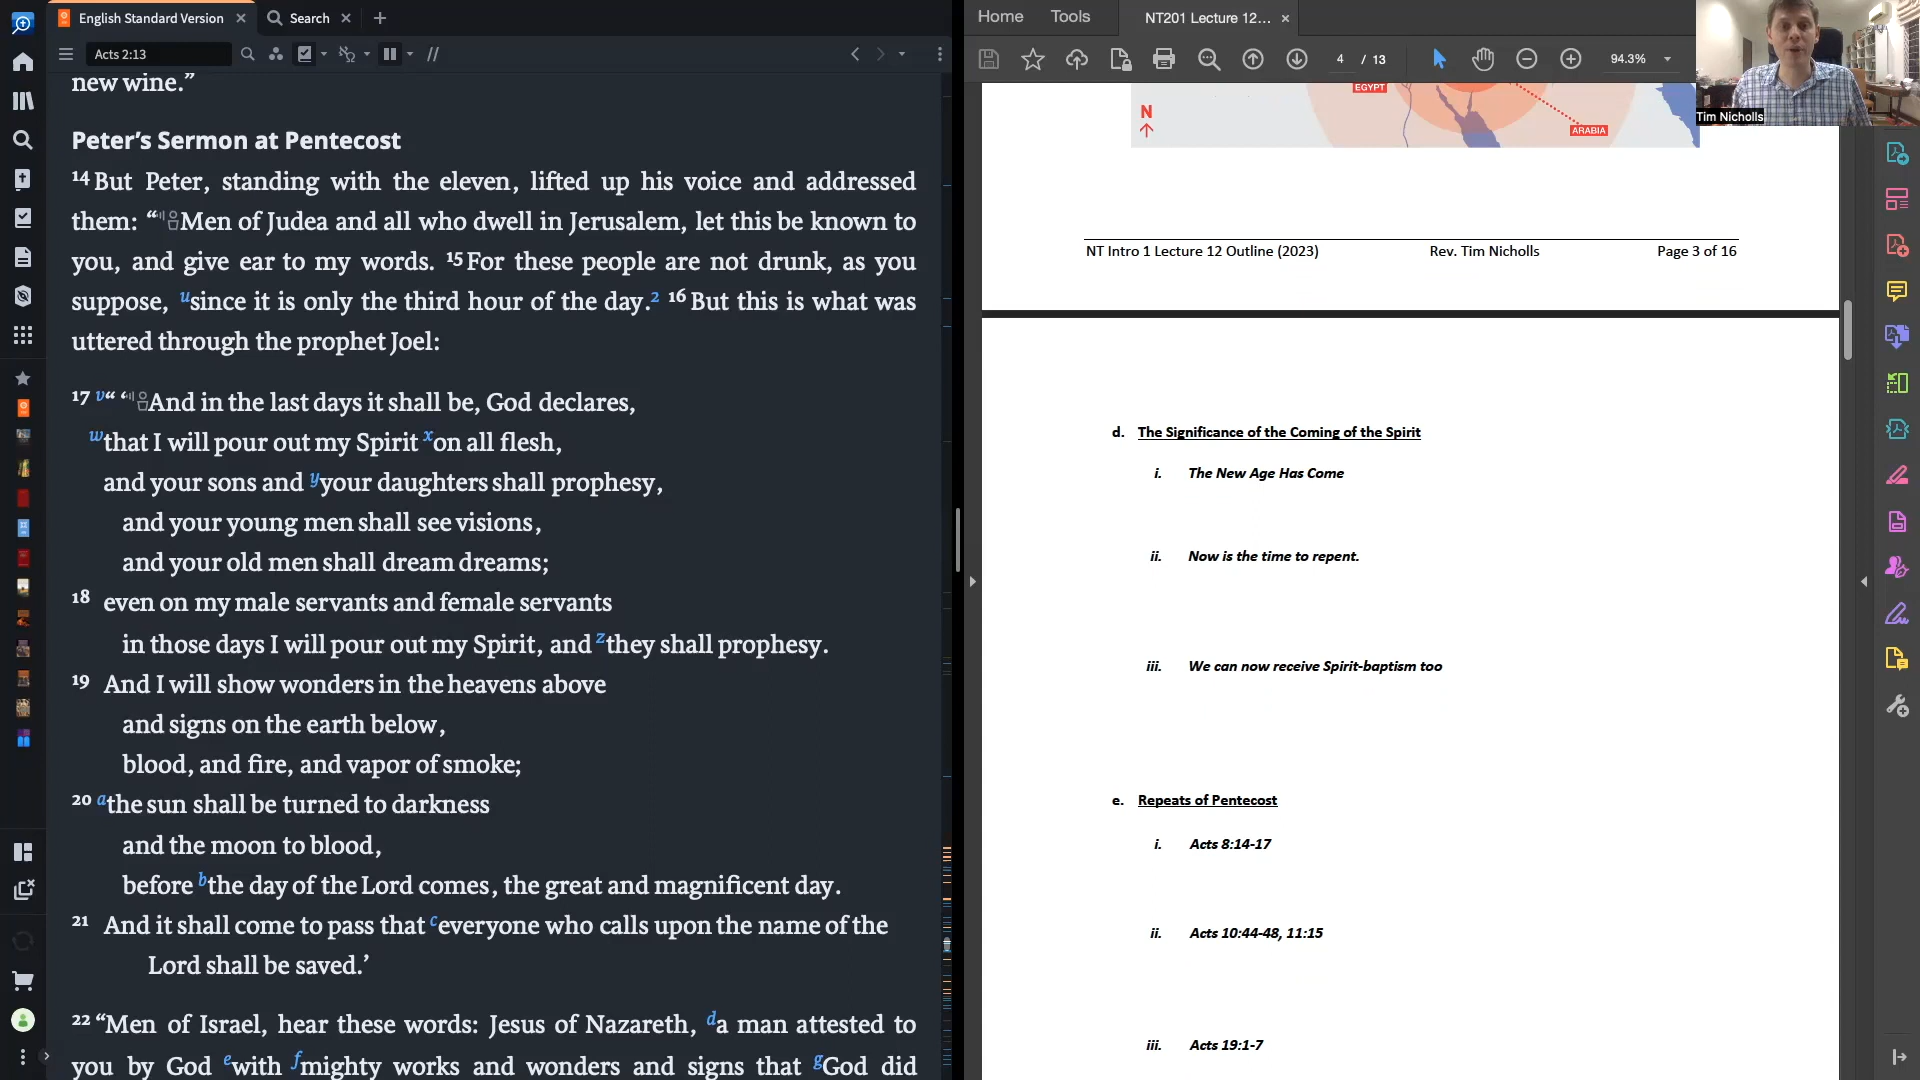 English Standard Version
Search
Acts 2:13
new wine.”
Peter’s Sermon at Pentecost
14 But Peter, standing with the eleven, lifted up his voice and addressed
them: “Men of Judea and all who dwell in Jerusalem, let this be known to
you, and give ear to my words. 15 For these people are not drunk, as you
suppose, u since it is only the third hour of the day.2 16 But this is what was
uttered through the prophet Joel:
17 v “ ‘And in the last days it shall be, God declares,
w that I will pour out my Spirit x on all flesh,
and your sons and y your daughters shall prophesy,
and your young men shall see visions,
and your old men shall dream dreams;
18 even on my male servants and female servants
in those days I will pour out my Spirit, and z they shall prophesy.
19 And I will show wonders in the heavens above
and signs on the earth below,
blood, and fire, and vapor of smoke;
20 a the sun shall be turned to darkness
and the moon to blood,
before b the day of the Lord comes, the great and magnificent day.
21 And it shall come to pass that c everyone who calls upon the name of the
Lord shall be saved.’
22 “Men of Israel, hear these words: Jesus of Nazareth, d a man attested to
you by God e with f mighty works and wonders and signs that g God did
Home
Tools
NT201 Lecture 12...
4 / 13
94.3%
Tim Nicholls
EGYPT
N
ARABIA
NT Intro 1 Lecture 12 Outline (2023) Rev. Tim Nicholls Page 3 of 16
d. The Significance of the Coming of the Spirit
i. The New Age Has Come
ii. Now is the time to repent.
iii. We can now receive Spirit-baptism too
e. Repeats of Pentecost
i. Acts 8:14-17
ii. Acts 10:44-48, 11:15
iii. Acts 19:1-7